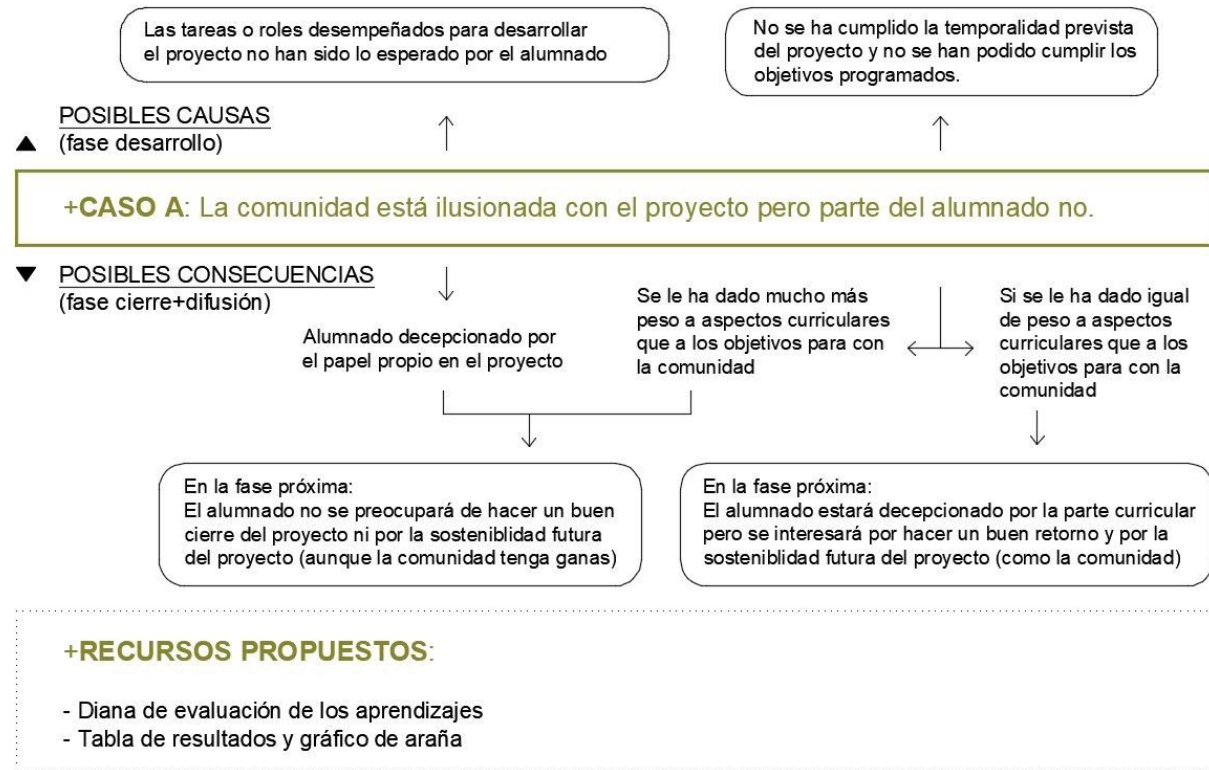 Las tareas o roles desempeñados para desarrollar
el proyecto no han sido lo esperado por el alumnado
No se ha cumplido la temporalidad prevista
del proyecto y no se han podido cumplir los
objetivos programados.
POSIBLES CAUSAS
(fase desarrollo)
+CASO A: La comunidad está ilusionada con el proyecto pero parte del alumnado no.
POSIBLES CONSECUENCIAS
(fase cierre+difusión)
Alumnado decepcionado por
el papel propio en el proyecto
Se le ha dado mucho más
peso a aspectos curriculares
que a los objetivos para con
la comunidad
Si se le ha dado igual
de peso a aspectos
curriculares que a los
objetivos para con la
comunidad
En la fase próxima:
El alumnado no se preocupará de hacer un buen
cierre del proyecto ni por la sosteniblidad futura
del proyecto (aunque la comunidad tenga ganas)
En la fase próxima:
El alumnado estará decepcionado por la parte curricular
pero se interesará por hacer un buen retorno y por la
sosteniblidad futura del proyecto (como la comunidad)
+RECURSOS PROPUESTOS:
- Diana de evaluación de los aprendizajes
- Tabla de resultados y gráfico de araña